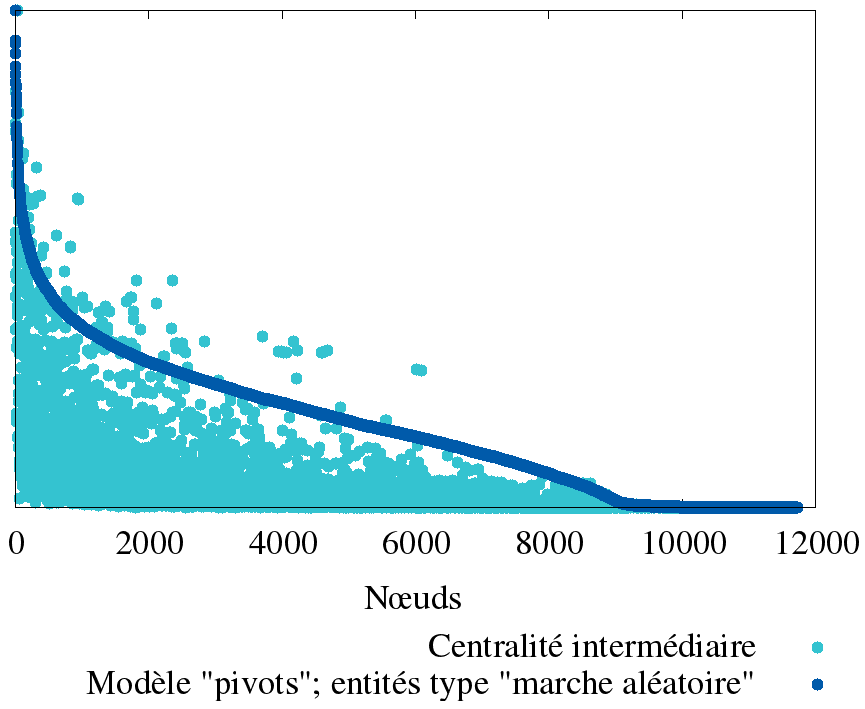 0 2000 4000 6000 8000 10000 12000
Nœuds
Centralité intermédiaire
Modèle "pivots"; entités type "marche aléatoire"